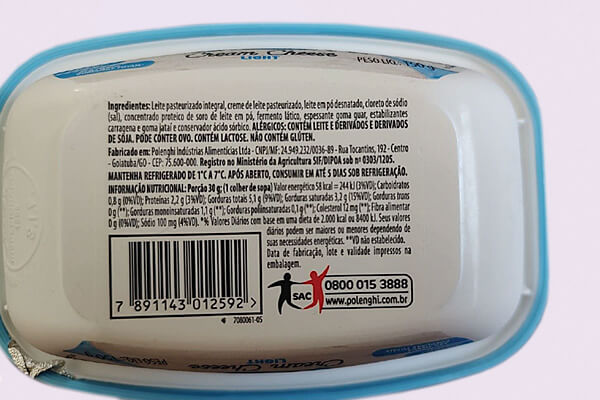 Cream Cheese
LIGHT
PESO LIQ. 150 g
Ingredientes: Leite pasteurizado integral, creme de leite pasteurizado, leite em pó desnatado, cloreto de sódio
(sal), concentrado proteico de soro de leite em pó, fermento lático, espessante goma guar, estabilizantes
carragena e goma jataí e conservador ácido sórbico. ALÉRGICOS: CONTÉM LEITE E DERIVADOS E DERIVADOS
DE SOJA. PODE CONTER OVO. CONTÉM LACTOSE. NÃO CONTÉM GLÚTEN.
Fabricado em: Polenghi Indústrias Alimentícias Ltda - CNPJ/MF: 24.949.232/0036-89 - Rua Tocantins, 192 - Centro
- Goiatuba/GO - CEP: 75.600-000. Registro no Ministério da Agricultura SIF/DIPOA sob nº 0303/1205.
MANTENHA REFRIGERADO DE 1°C A 7°C. APÓS ABERTO, CONSUMIR EM ATÉ 5 DIAS SOB REFRIGERAÇÃO.
INFORMAÇÃO NUTRICIONAL: Porção 30 g; (1 colher de sopa) Valor energético 58 kcal = 244 kJ (3%VD); Carboidratos
0,8 g (0%VD); Proteínas 2,2 g (3%VD); Gorduras totais 5,1 g (9%VD); Gorduras saturadas 3,2 g (15%VD); Gorduras trans
0 g (**); Gorduras monoinsaturadas 1,1 g (**); Gorduras poliinsaturadas 0,1 g (**); Colesterol 12 mg (**); Fibra alimentar
0 g (0%VD); Sódio 100 mg (4%VD). *% Valores Diários com base em uma dieta de 2.000 kcal ou 8400 kJ. Seus valores
diários podem ser maiores ou menores dependendo de
suas necessidades energéticas. **VD não estabelecido.
Data de fabricação, lote e validade impressos na
embalagem.
7 891143 012592 >
7080061-05
SAC
0800 015 3888
www.polenghi.com.br
Cream Cheese
LIGHT
PESO LIQ.